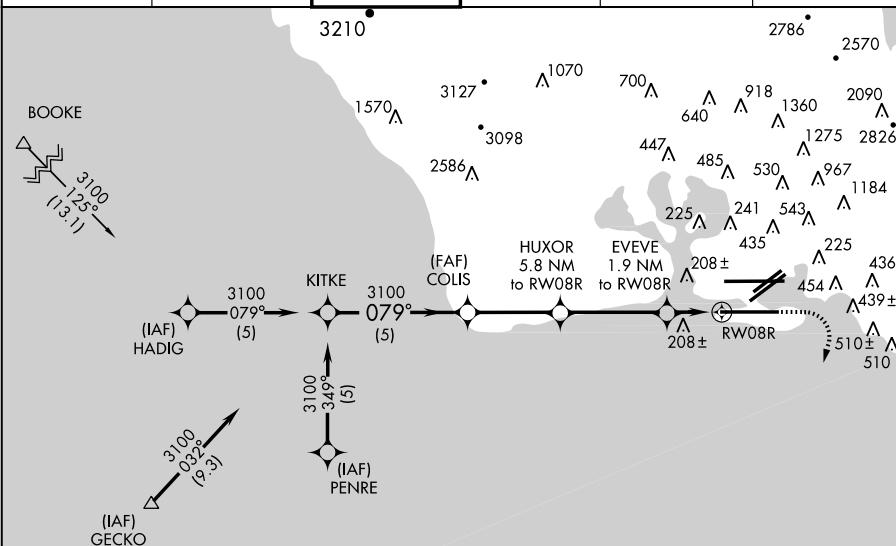 3210
2786
2570
3127
1070
700
640
918
1360
2090
1570
2826
BOOKE
3098
447
1275
2586
485
530
967
1184
3100
125°
(13.1)
225
241
543
435
HUXOR
5.8 NM
to RW08R
EVEVE
1.9 NM
to RW08R
(FAF)
COLIS
208±
225
454
436
439±
KITKE
3100
079°
(5)
3100
079°
(5)
(IAF)
HADIG
RW08R
208±
510±
510
3100
349°
(5)
3100
032°
(9.3)
(IAF)
PENRE
(IAF)
GECKO